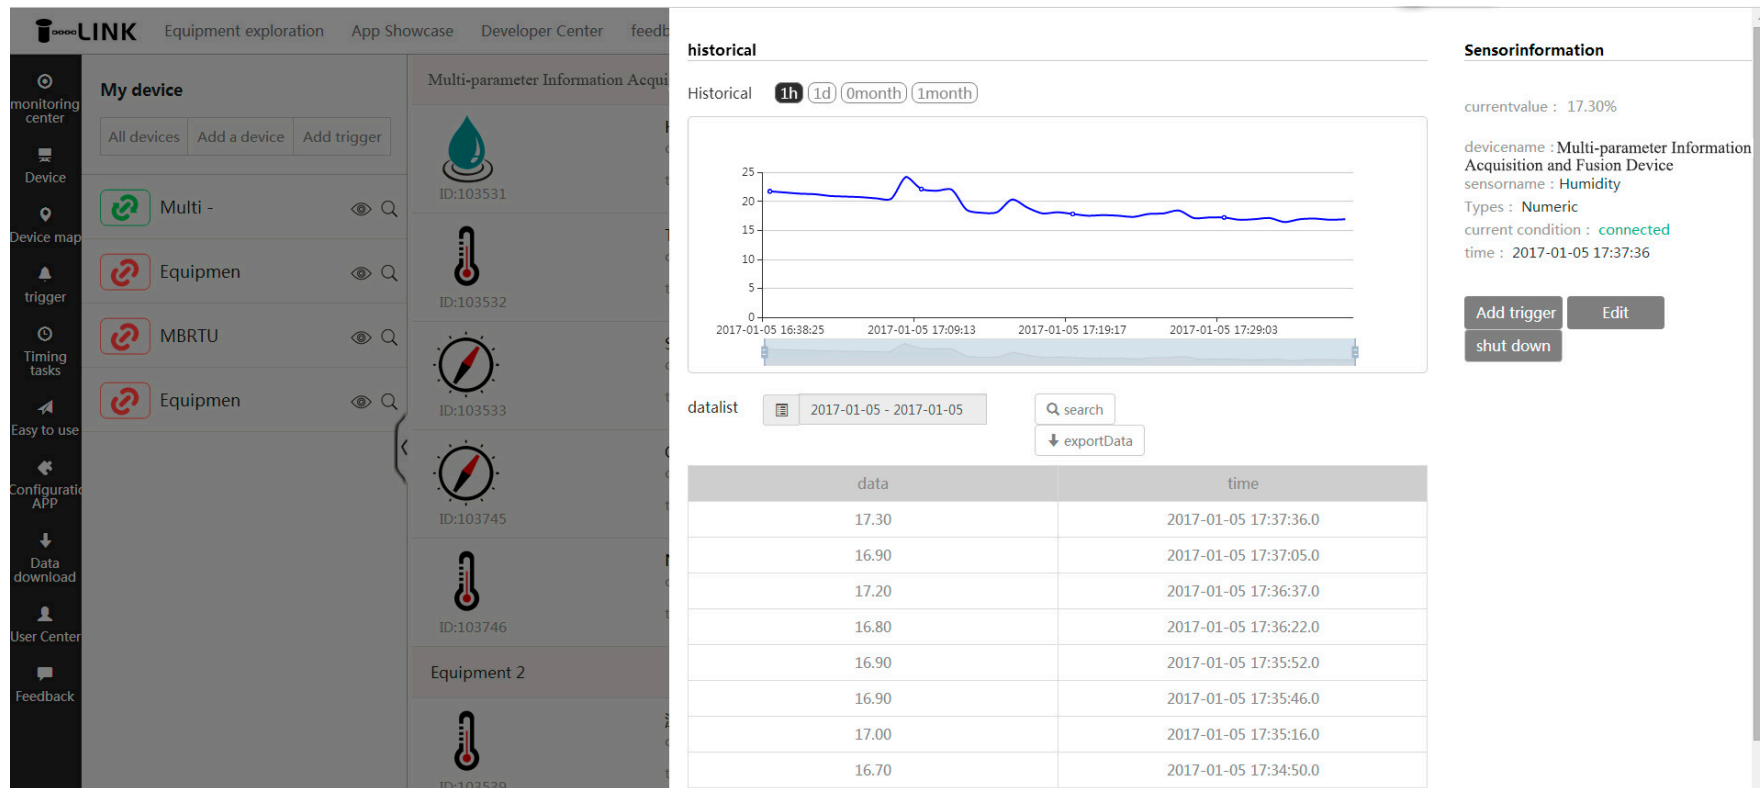 LINK
Equipment exploration
App Showcase
Developer Center
monitoring
center
Device
Device map
trigger
Timing
tasks
Easy to use
APP
Data
download
User Center
Feedback
My device
All devices
Add a device
Add trigger
Multi -
Equipmen
MBRTU
Equipmen
Multi-parameter Information
ID:103531
ID:103532
ID:103533
ID:103745
ID:103746
Equipment 2
ID:103539
historical
Historical 1h 1d 0month 1month
25
20
15
10
5
0
2017-01-05 16:38:25 2017-01-05 17:09:13 2017-01-05 17:19:17 2017-01-05 17:29:03
datalist 2017-01-05 - 2017-01-05 search
exportData
data time
17.30 2017-01-05 17:37:36.0
16.90 2017-01-05 17:37:05.0
17.20 2017-01-05 17:36:37.0
16.80 2017-01-05 17:36:22.0
16.90 2017-01-05 17:35:52.0
16.90 2017-01-05 17:35:46.0
17.00 2017-01-05 17:35:16.0
16.70 2017-01-05 17:34:50.0
Sensorinformation
currentvalue : 17.30%
devicename : Multi-parameter Information
Acquisition and Fusion Device
sensorname : Humidity
Types : Numeric
current condition : connected
time : 2017-01-05 17:37:36
Add trigger Edit
shut down